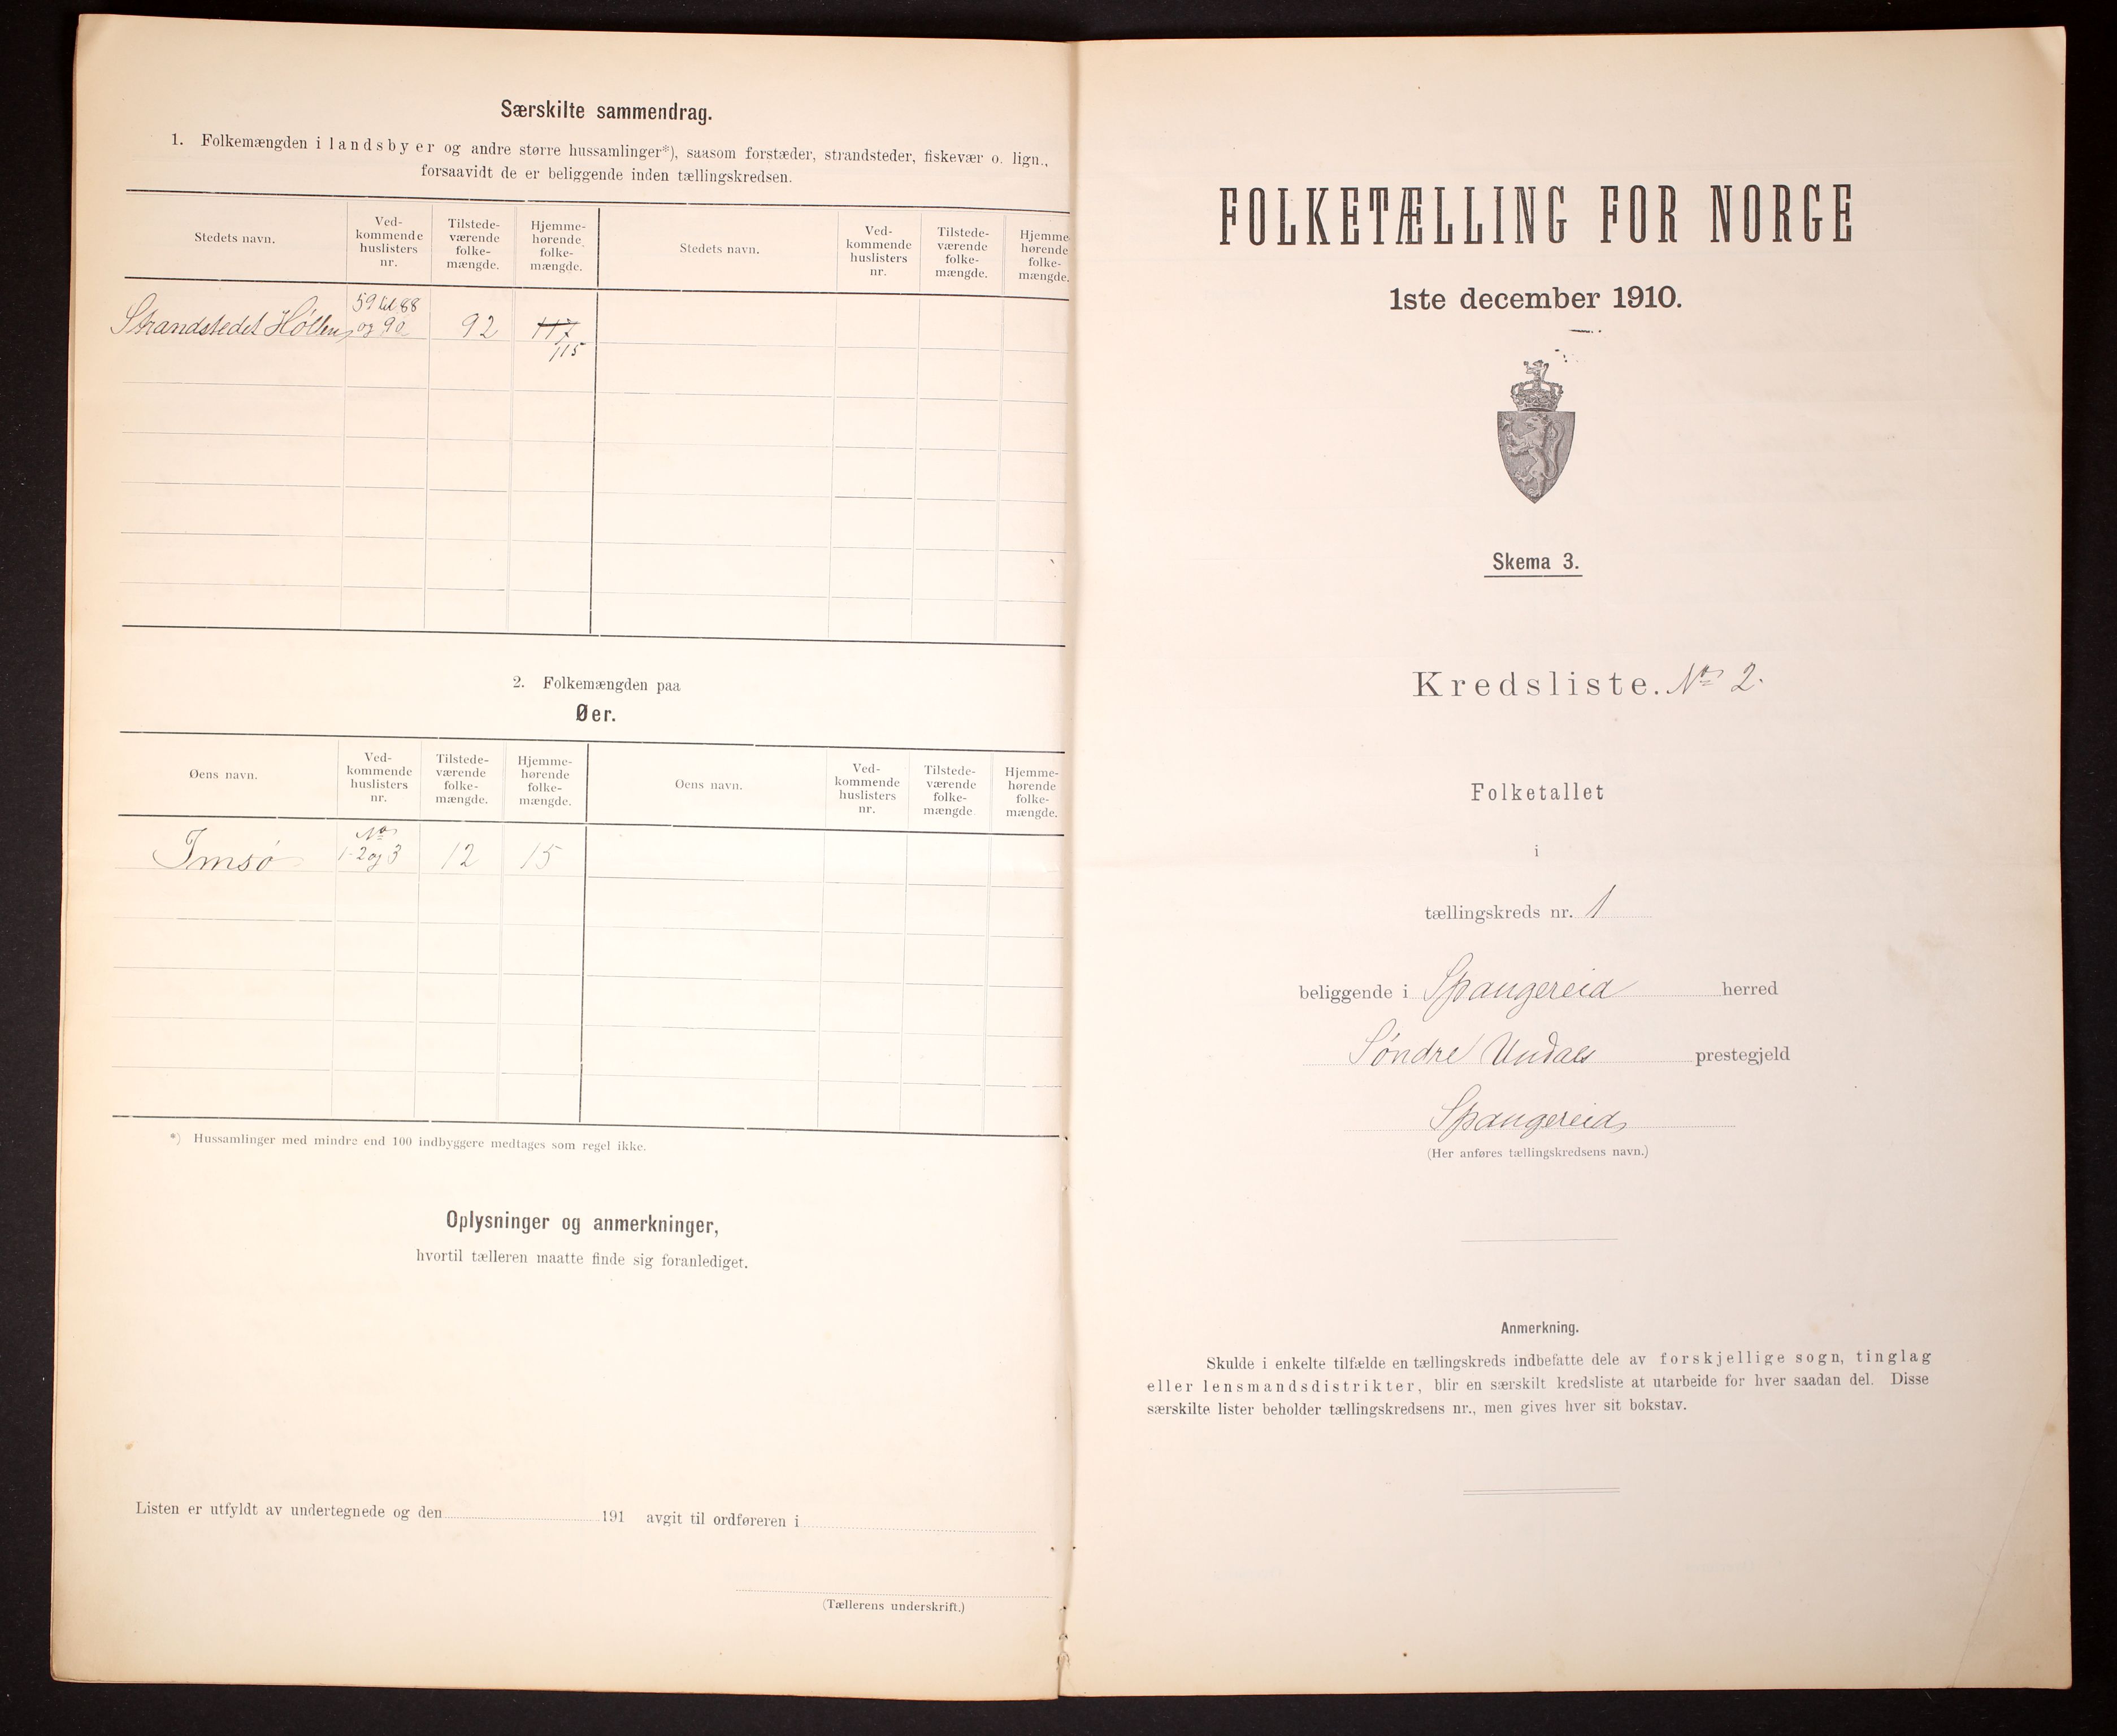 Særskilte sammendrag.
1. Folkemængden i landsbyer og andre større hussamlinger*), saasom forstæder, strandsteder, fiskevær o. lign.,
forsaavidt de er beliggende inden tællingskredsen.
Stedets navn.
Ved-
kommende
huslisters
nr.
Tilstede-
værende
folke-
mængde.
Hjemme-
hørende
folke-
mængde.
Stedets navn.
Ved-
kommende
huslisters
nr.
Tilstede-
værende
folke-
mængde.
Hjemme-
hørende
folke-
mængde.
59 til 88
Strandstedet Høllen og 90 92 117
115
2. Folkemængden paa
Øer.
Øens navn.
Ved-
kommende
huslisters
nr.
Tilstede-
værende
folke-
mængde.
Hjemme-
hørende
folke-
mængde.
Øens navn.
Ved-
kommende
huslisters
nr.
Tilstede-
værende
folke-
mængde
Hjemme-
hørende
folke-
mængde.
No
Imsø 1-2 og 3 12 15
*) Hussamlinger med mindre end 100 indbyggere medtages som regel ikke.
Oplysninger og anmerkninger,
hvortil tælleren maatte finde sig foranlediget.
Listen er utfyldt av undertegnede og den 191 avgit til ordføreren i
(Tællerens underskrift.)
FOLKETÆLLING FOR NORGE
1ste december 1910.
Skema 3.
Kredsliste. No 2.
Folketallet
i
tællingskreds nr. 1
beliggende i Spangereid herred
Søndre Undals prestegjeld
Spangereids
(Her anføres tællingskredsens navn.)
Anmerkning.
Skulde i enkelte tilfælde en tællingskreds indbefatte dele av forskjellige sogn, tinglag
eller lensmandsdistrikter, blir en særskilt kredsliste at utarbeide for hver saadan del. Disse
særskilte lister beholder tællingskredsens nr., men gives hver sit bokstav.